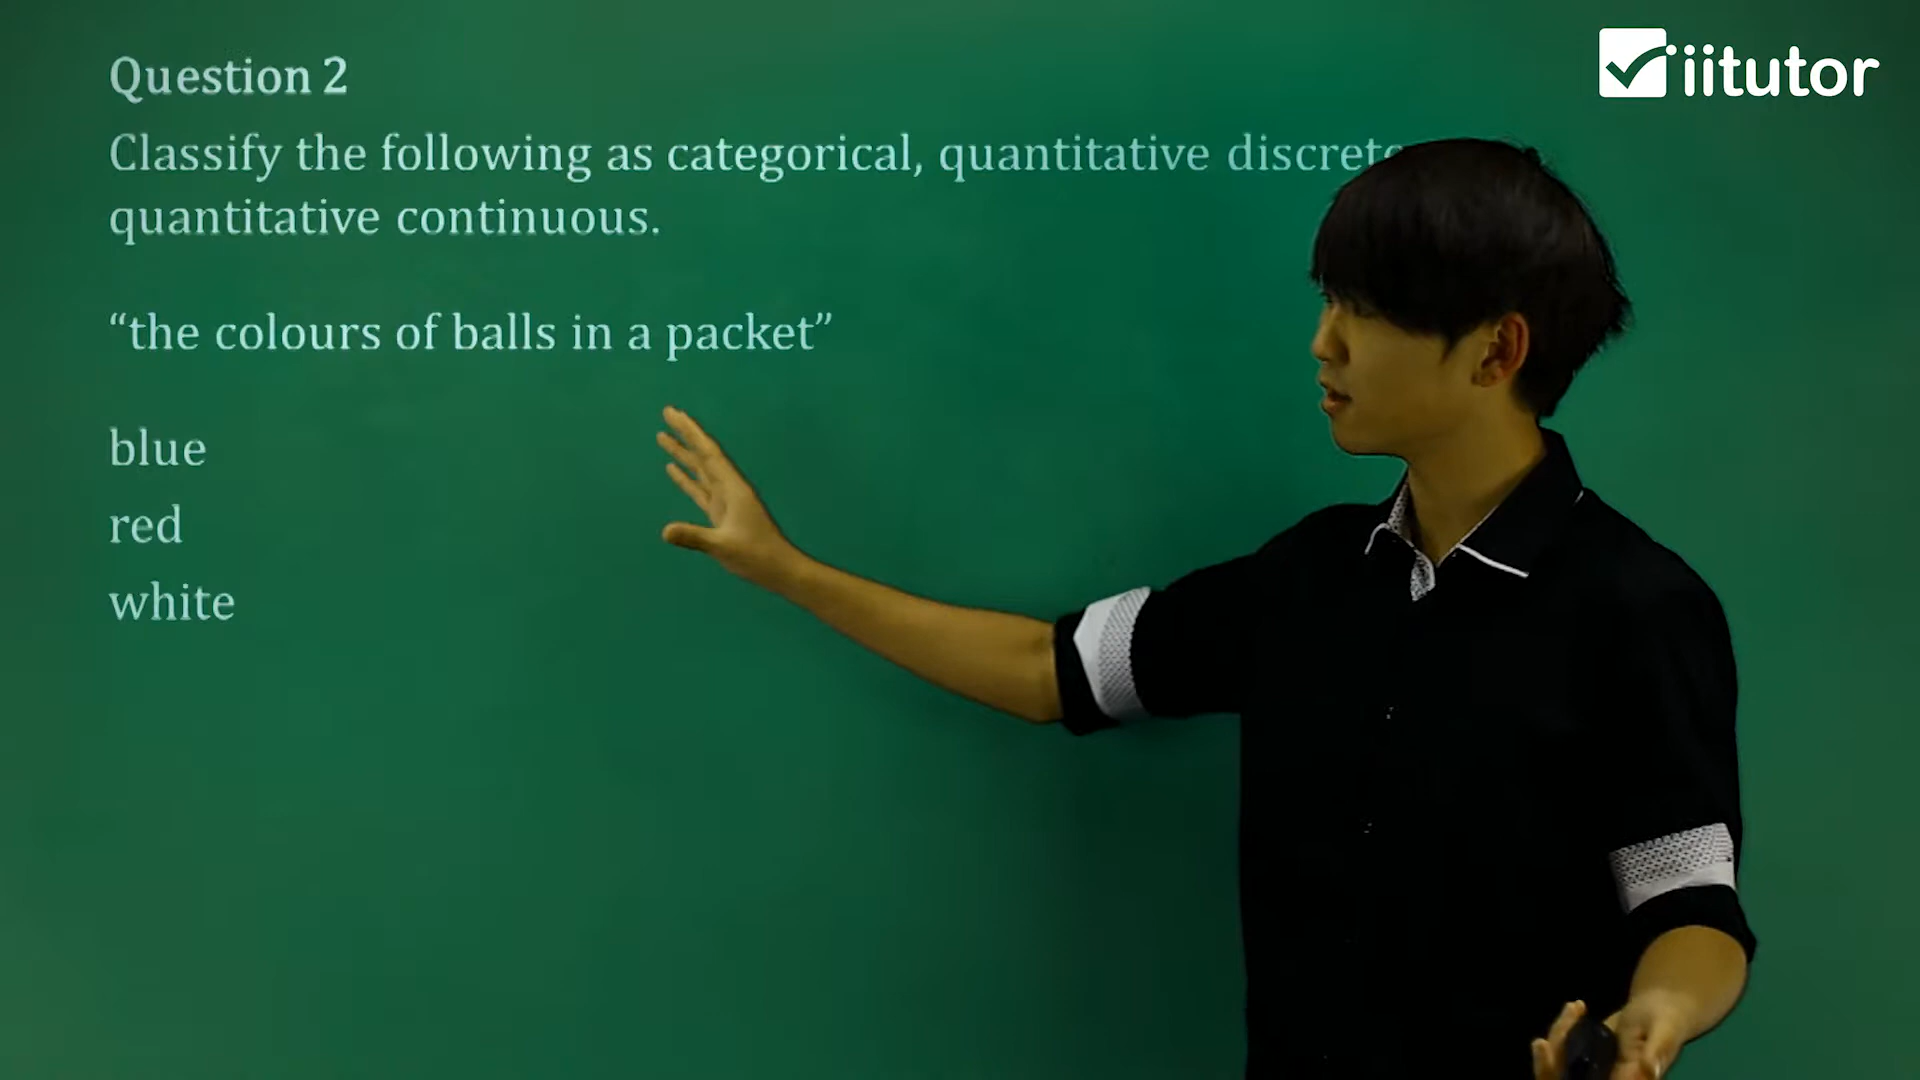 iitutor
Question 2
Classify the following as categorical, quantitative discrete
quantitative continuous.
“the colours of balls in a packet”
blue
red
white